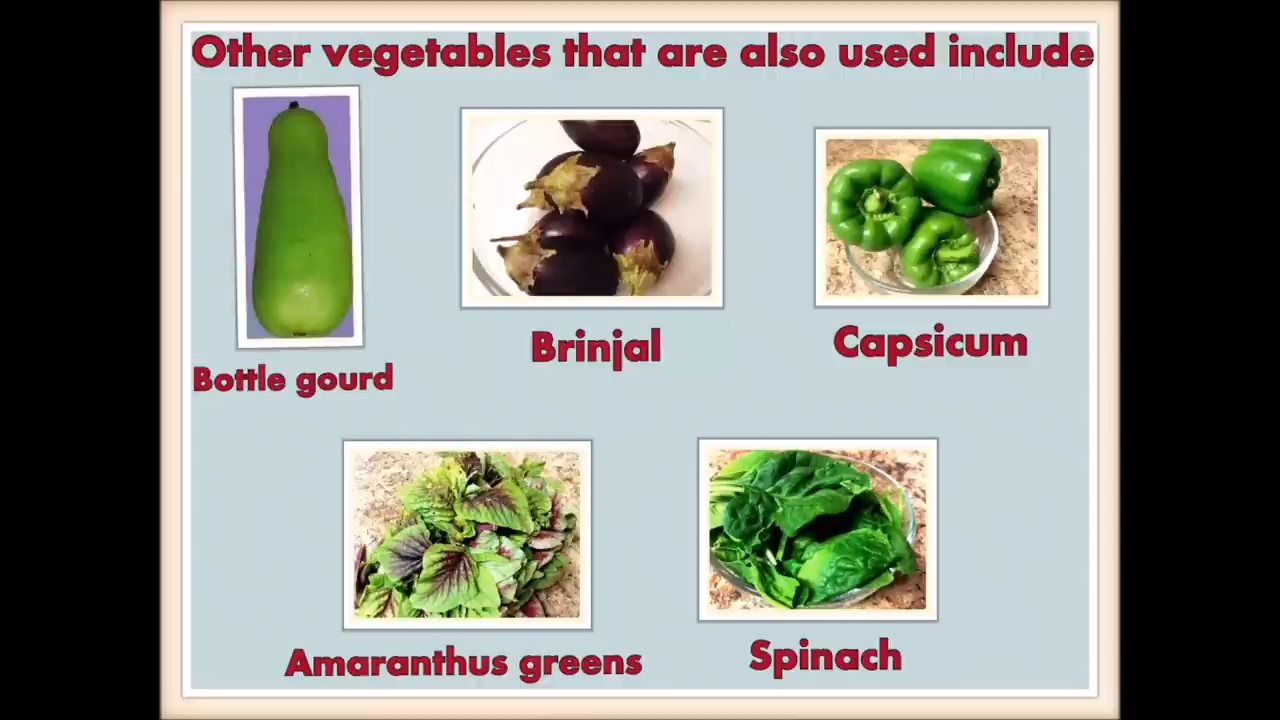 Other vegetables that are also used include
Bottle gourd
Brinjal
Capsicum
Amaranthus greens
Spinach